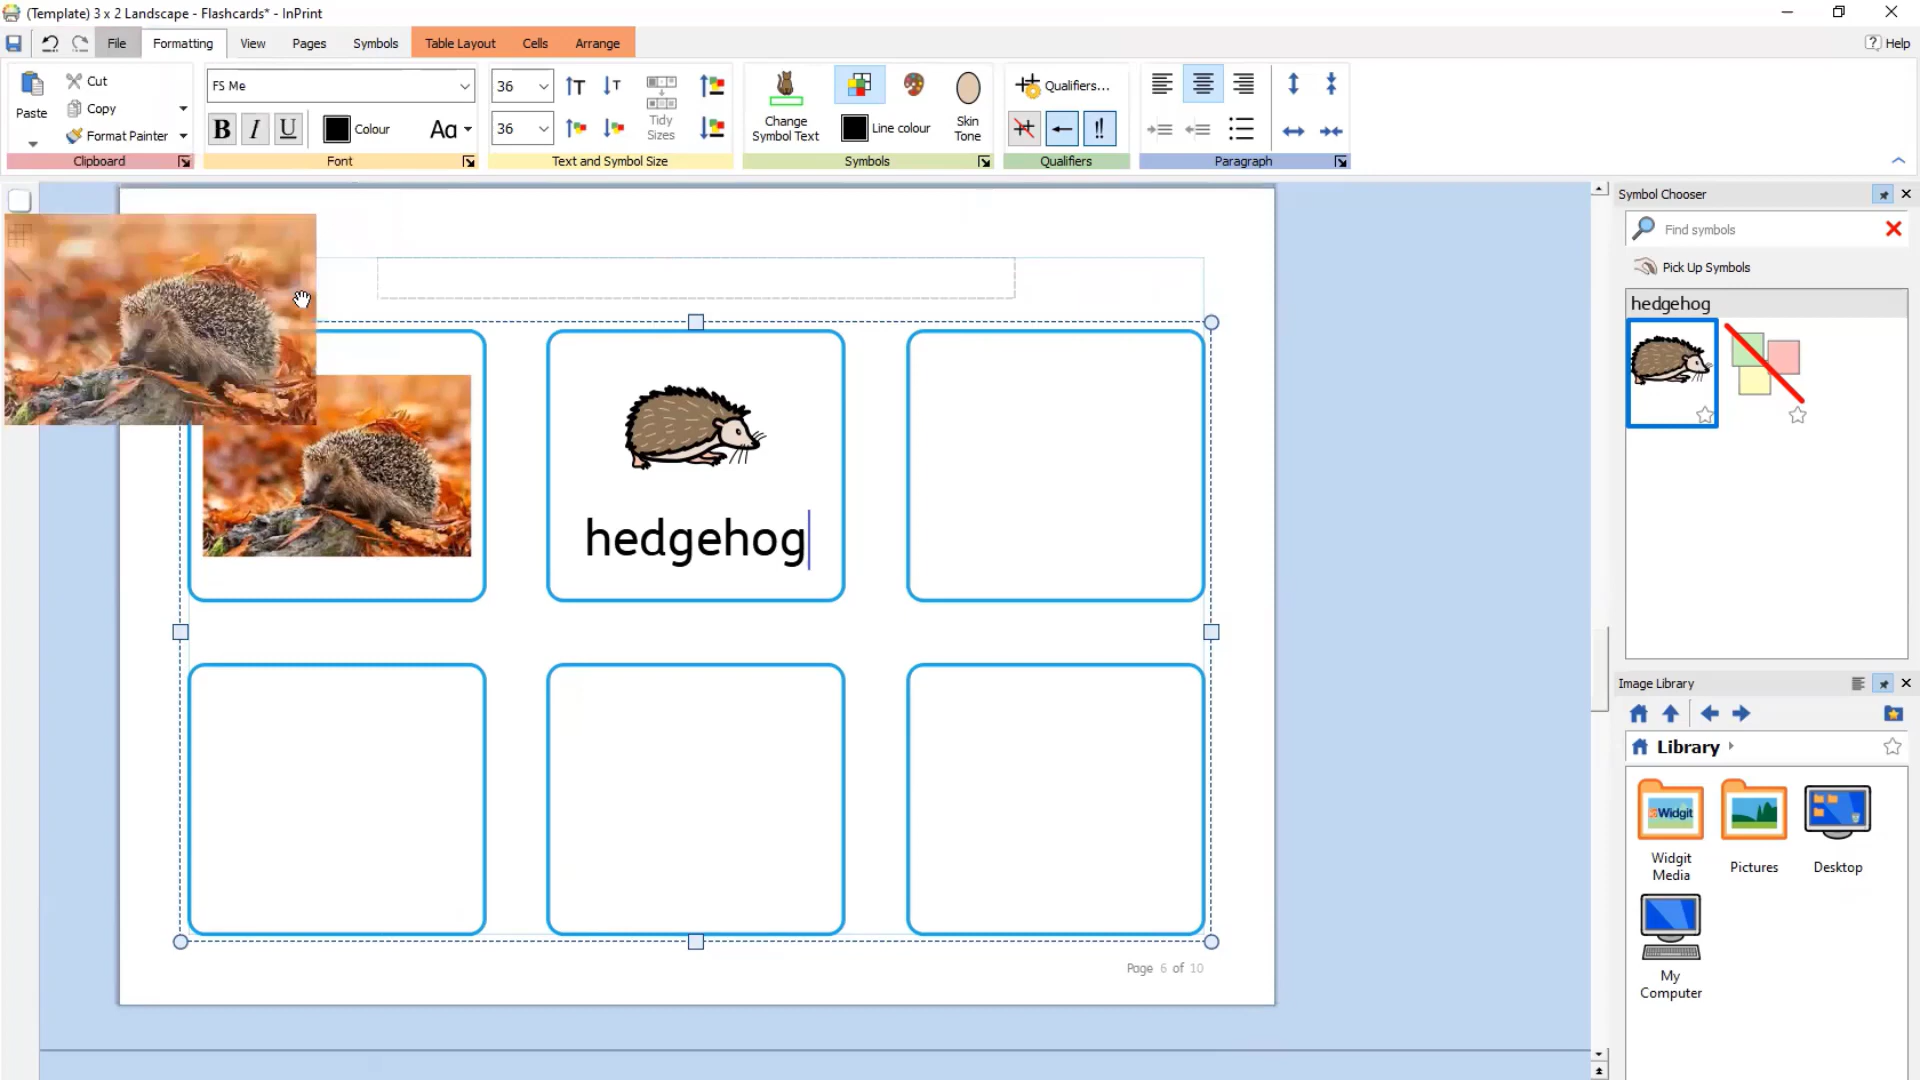 (Template) 3 x 2 Landscape - Flashcards* - InPrint
File Formatting View Pages Symbols Table Layout Cells Arrange Help
Paste
Cut
Copy
Format Painter
Clipboard
FS Me
B I U Colour Aa
Font
36
36
Tidy Sizes
Text and Symbol Size
Change Symbol Text
Line colour
Skin Tone
Symbols
Qualifiers...
Qualifiers
Paragraph
hedgehog
Page 6 of 10
Symbol Chooser
Find symbols
Pick Up Symbols
hedgehog
Image Library
Library
Widgit
Widgit Media
Pictures
Desktop
My Computer